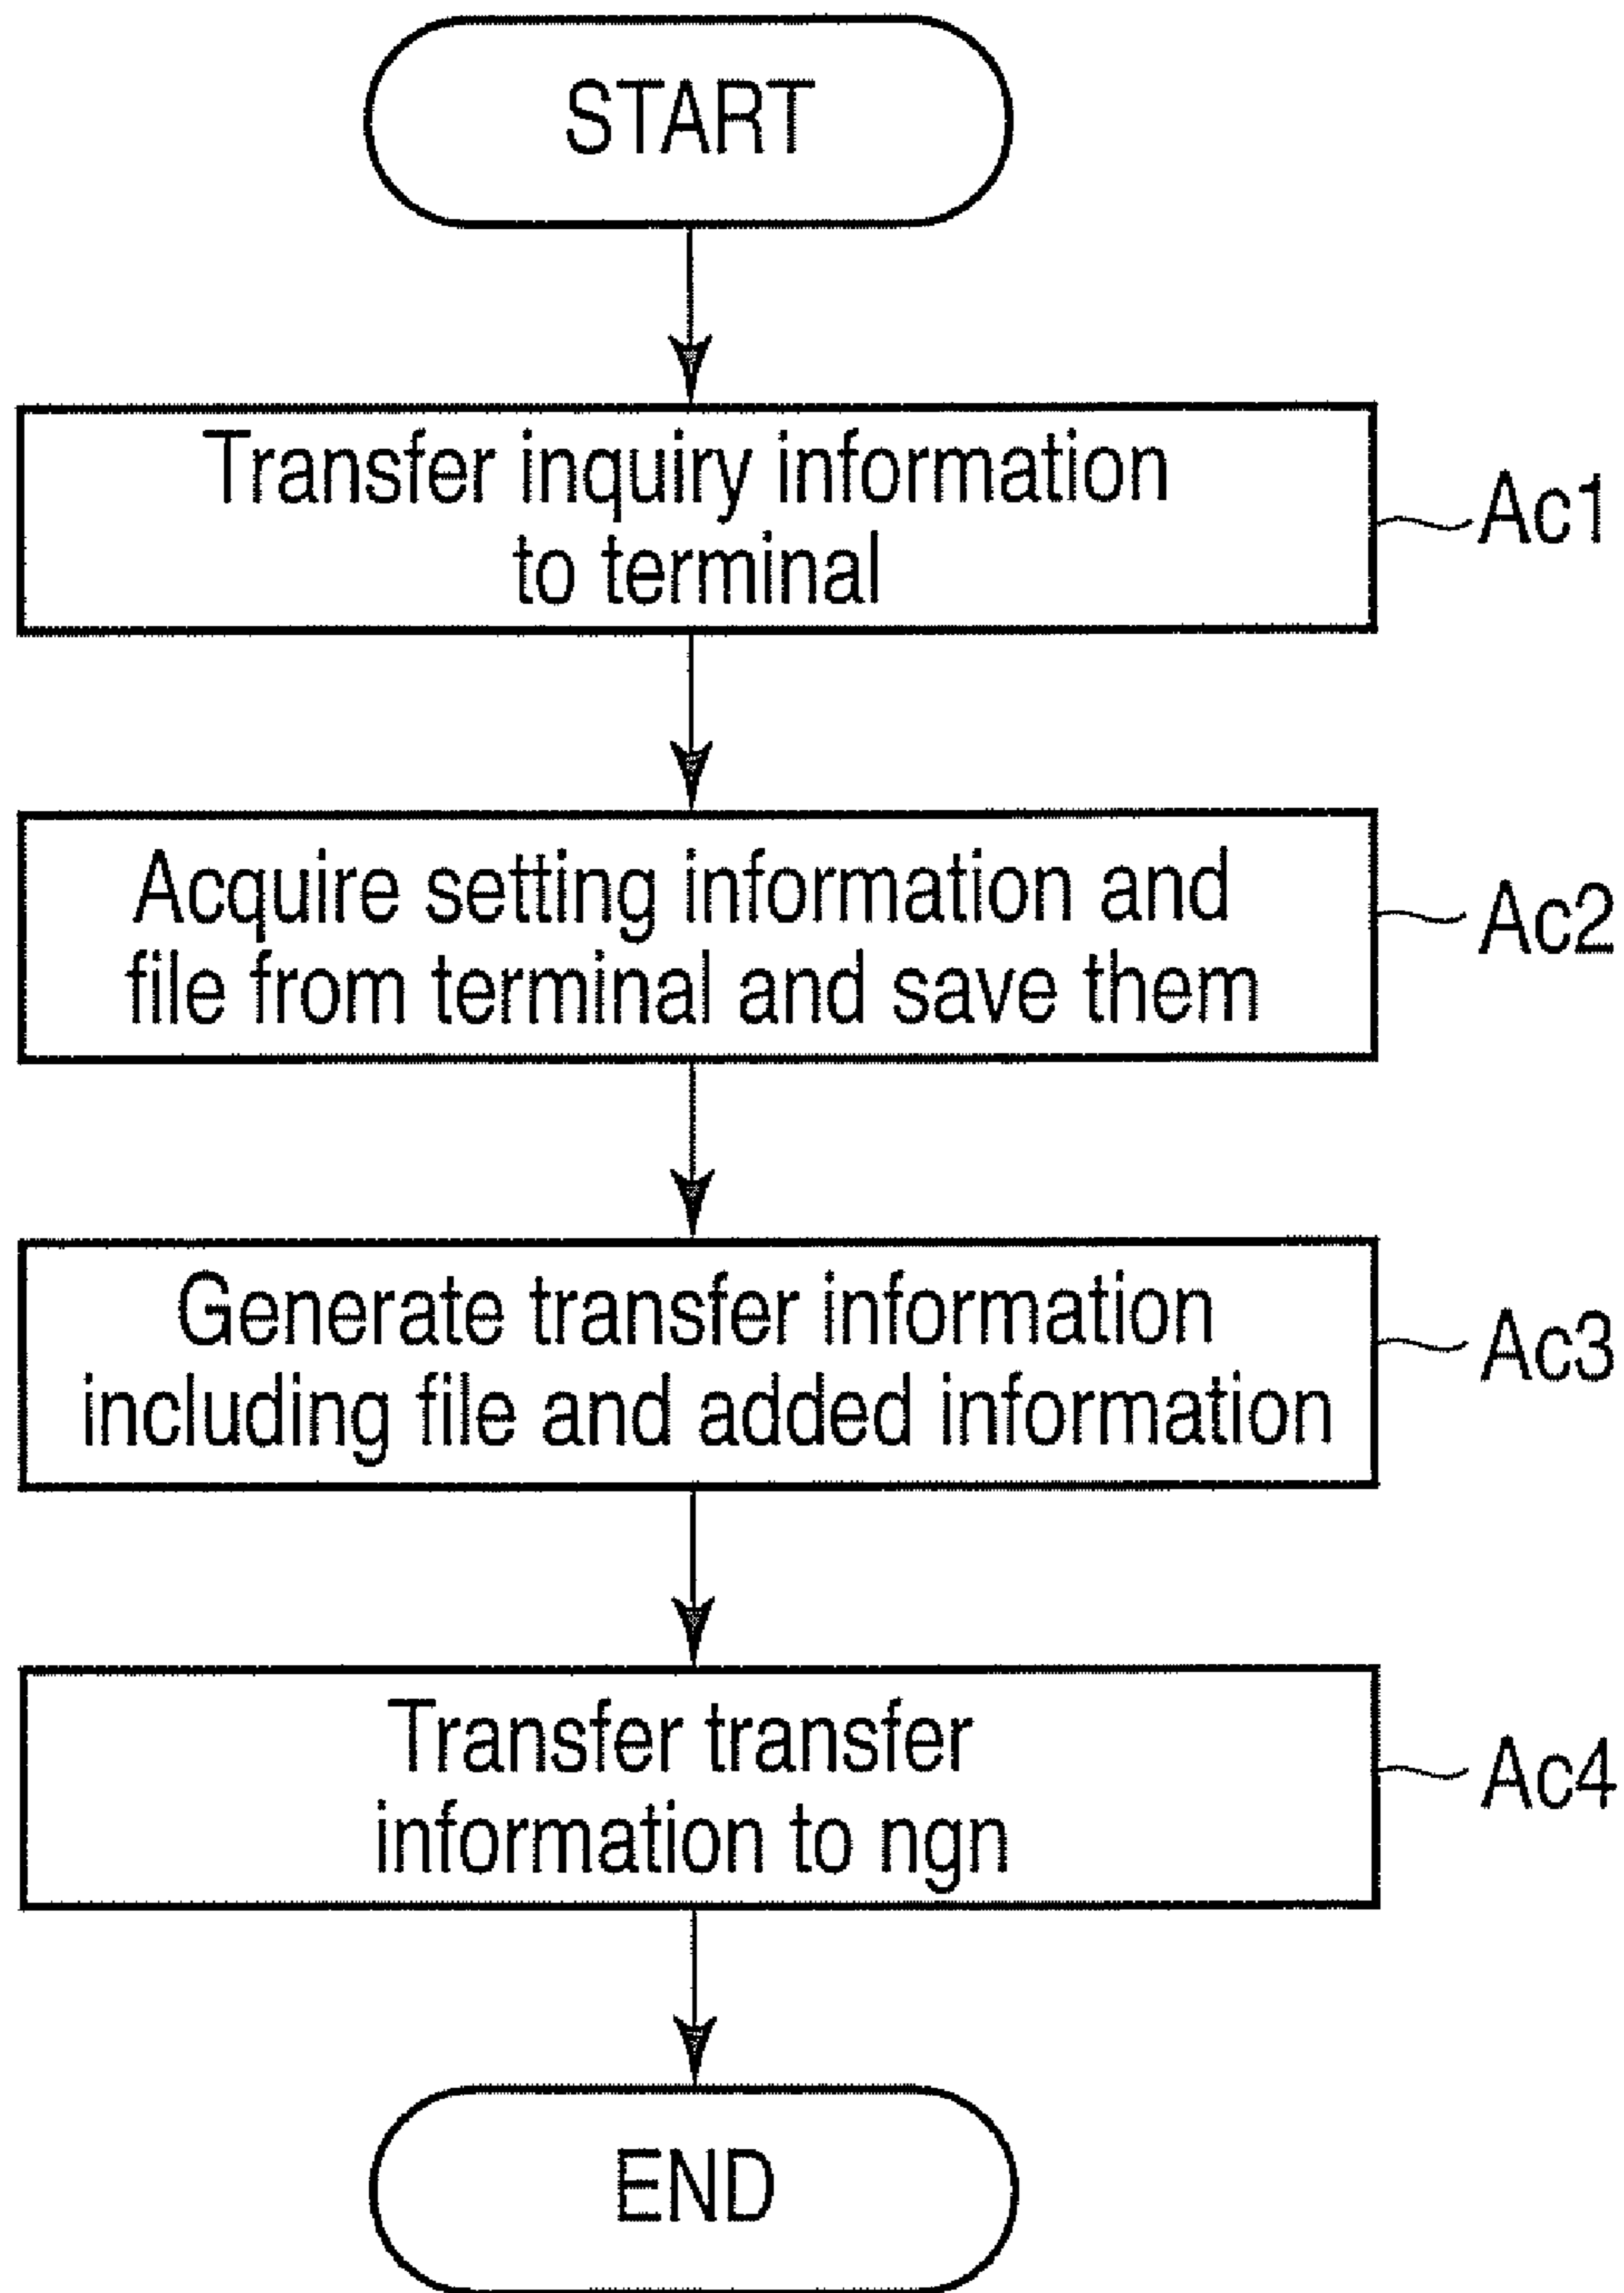 START
Transfer inquiry information
to terminal
Ac1
Acquire setting information and
file from terminal and save them
Ac2
Generate transfer information
including file and added information
Ac3
Transfer transfer
information to ngn
Ac4
END